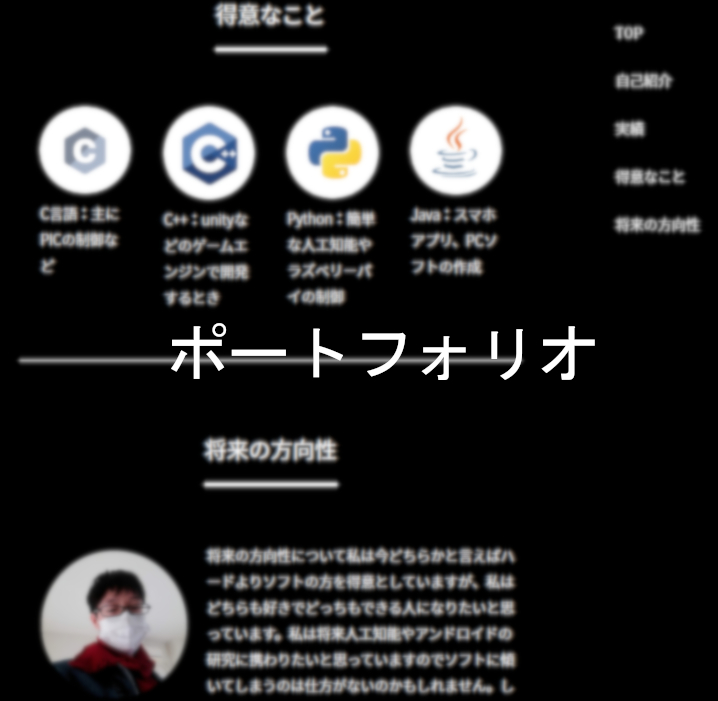 得意なこと
TOP
自己紹介
実績
得意なこと
将来の方向性
C
C++
C言語：主に
PICの制御な
ど
C++：unityな
どのゲームエ
ンジンで開発
するとき
Python：簡単
な人工知能や
ラズベリーパ
イの制御
Java：スマホ
アプリ、PCソ
フトの作成
ポートフォリオ
将来の方向性
将来の方向性について私は今どちらかと言えばハ
ードよりソフトの方を得意としていますが、私は
どちらも好きでどっちもできる人になりたいと思
っています。私は将来人工知能やアンドロイドの
研究に携わりたいと思っていますのでソフトに傾
いてしまうのは仕方がないのかもしれません。し